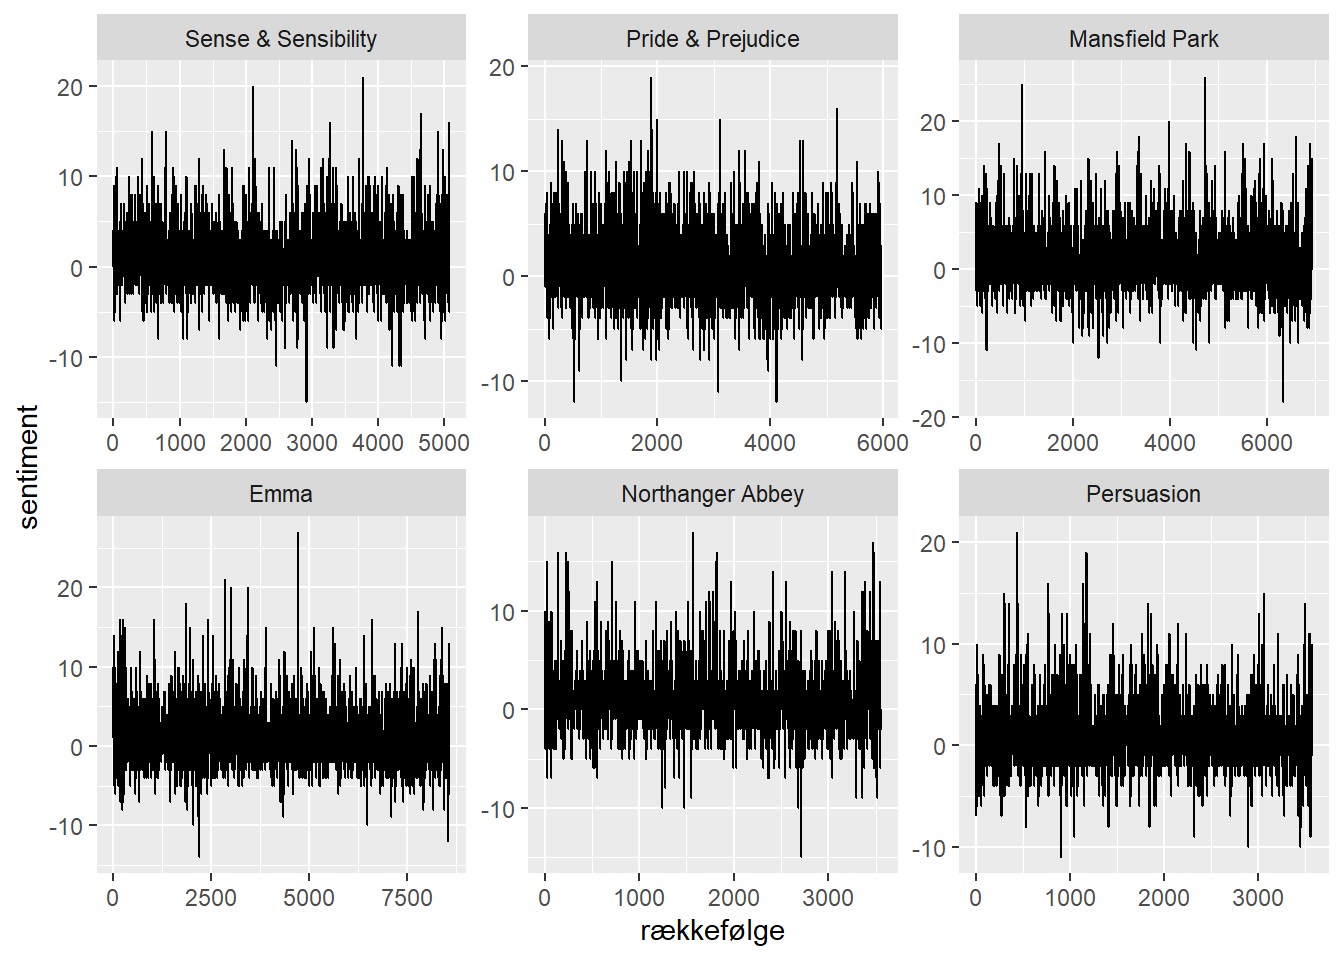 Sense & Sensibility
Pride & Prejudice
Mansfield Park
20
10
0
-10
0 1000 2000 3000 4000 5000
20
10
0
-10
0 2000 4000 6000
20
10
0
-10
-20
0 2000 4000 6000
sentiment
Emma
Northanger Abbey
Persuasion
20
10
0
-10
0 2500 5000 7500
10
0
-10
0 1000 2000 3000
20
10
0
-10
0 1000 2000 3000
rækkefølge